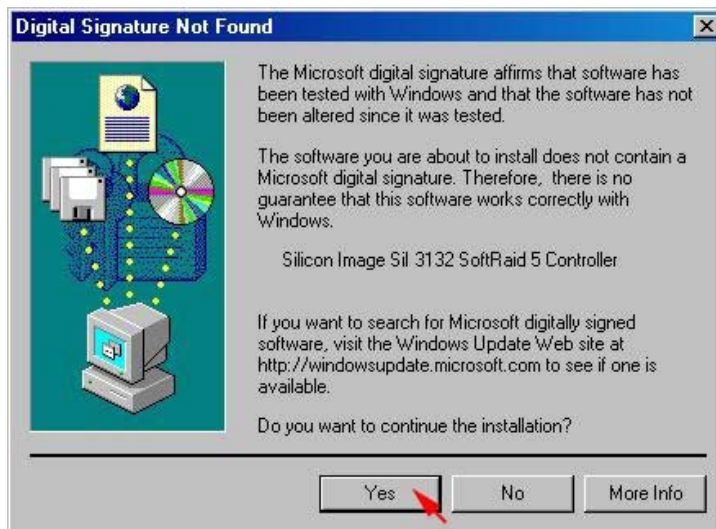 Digital Signature Not Found
The Microsoft digital signature affirms that software has
been tested with Windows and that the software has not
been altered since it was tested.
The software you are about to install does not contain a
Microsoft digital signature. Therefore, there is no
guarantee that this software works correctly with
Windows.
Silicon Image SiI 3132 SoftRaid 5 Controller
If you want to search for Microsoft digitally signed
software, visit the Windows Update Web site at
http://windowsupdate.microsoft.com to see if one is
available.
Do you want to continue the installation?
Yes
No
More Info